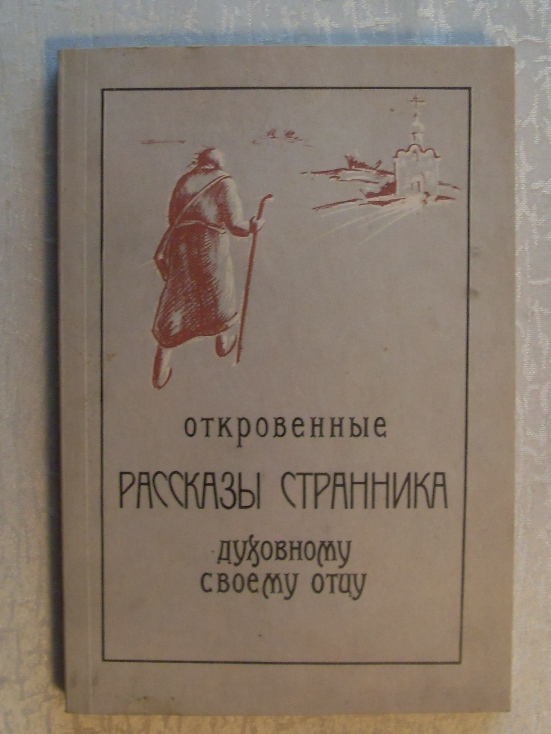 откровенные
РАССКАЗЫ СТРАННИКА
духовному
своему отцу